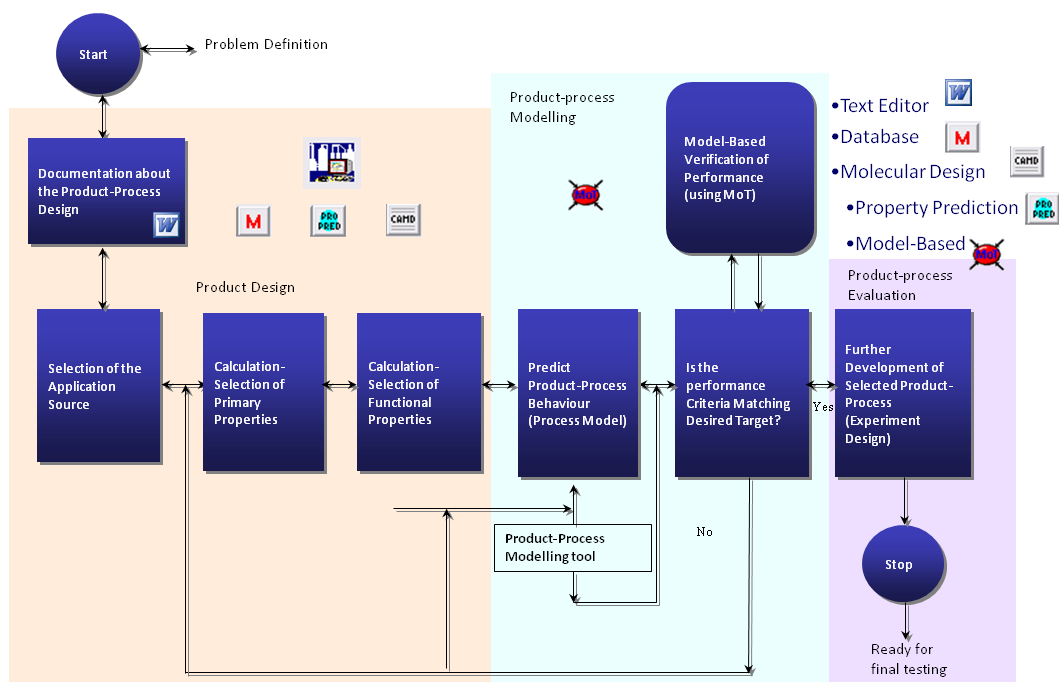 Start
Problem Definition
Product-process
Modelling
Model-Based
Verification of
Performance
(using MoT)
•Text Editor
W
•Database
M
•Molecular Design
CAMD
•Property Prediction
PRO
PRED
•Model-Based
MoT
Documentation about
the Product-Process
Design
W
M
PRO
PRED
CAMD
MoT
Product Design
Product-process
Evaluation
Selection of the
Application
Source
Calculation-
Selection of
Primary
Properties
Calculation-
Selection of
Functional
Properties
Predict
Product-Process
Behaviour
(Process Model)
Is the
performance
Criteria Matching
Desired Target?
Yes
Further
Development of
Selected Product-
Process
(Experiment
Design)
Product-Process
Modelling tool
No
Stop
Ready for
final testing